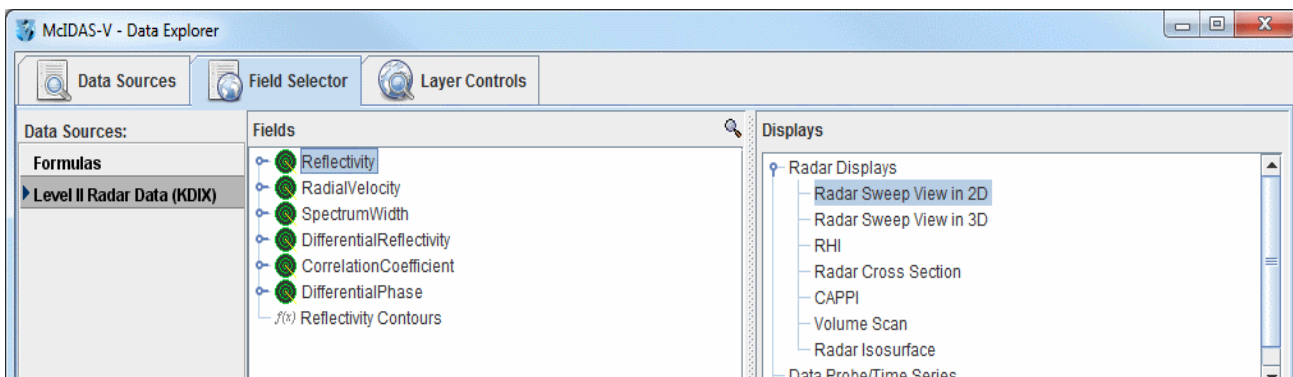 McIDAS-V - Data Explorer
Data Sources
Field Selector
Layer Controls
Data Sources:
Formulas
Level II Radar Data (KDIX)
Fields
Reflectivity
RadialVelocity
SpectrumWidth
DifferentialReflectivity
CorrelationCoefficient
DifferentialPhase
f(x) Reflectivity Contours
Displays
Radar Displays
Radar Sweep View in 2D
Radar Sweep View in 3D
RHI
Radar Cross Section
CAPPI
Volume Scan
Radar Isosurface
Data Probe/Time Series